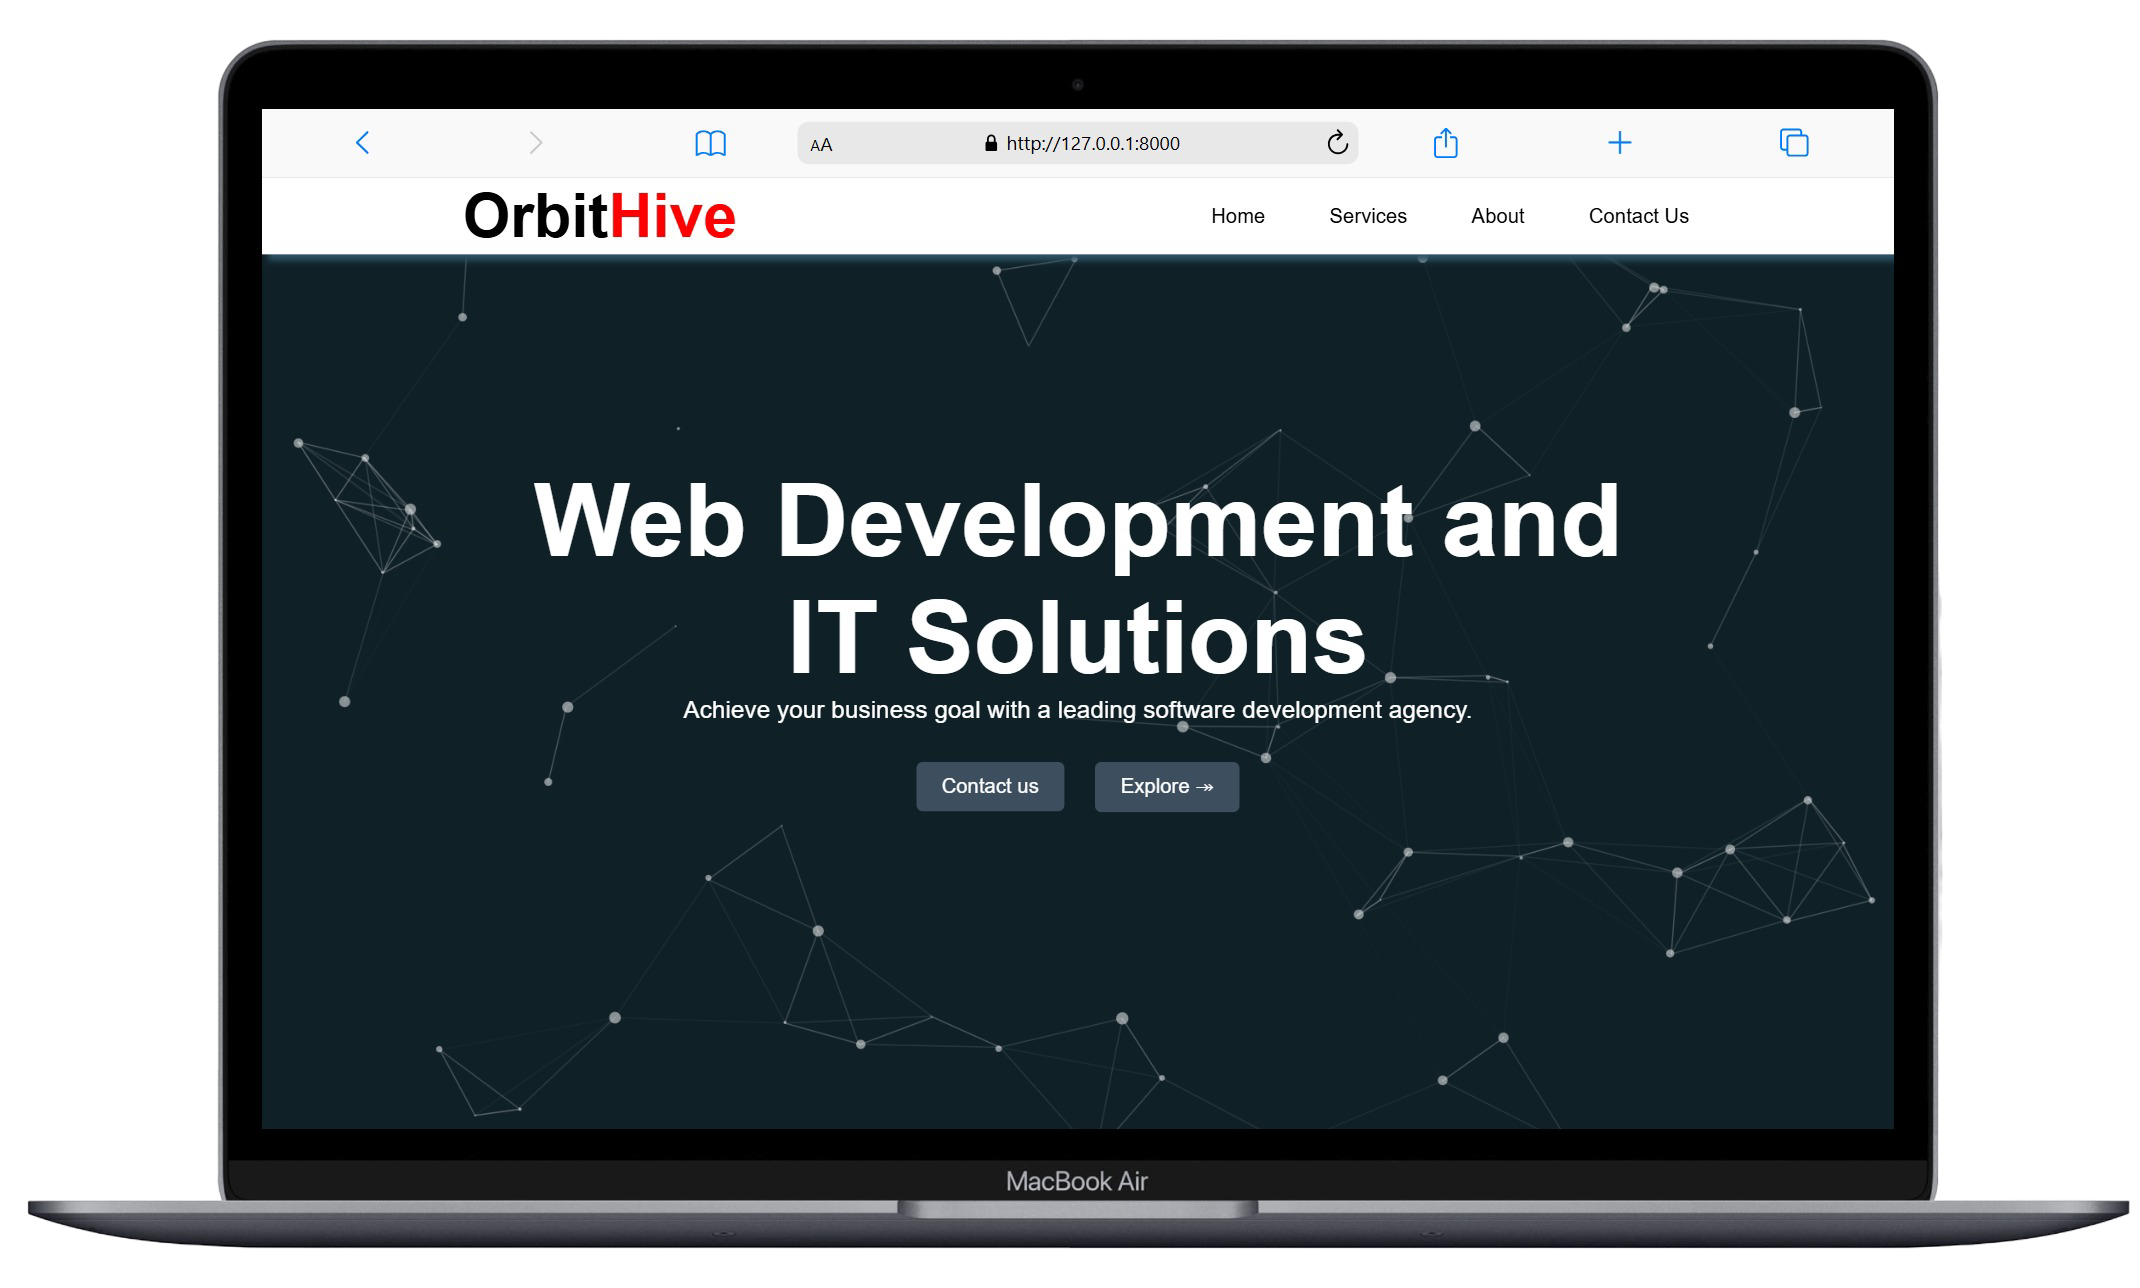 AA http://127.0.0.1:8000
OrbitHive Home Services About Contact Us
Web Development and
IT Solutions
Achieve your business goal with a leading software development agency.
Contact us Explore ↠
MacBook Air